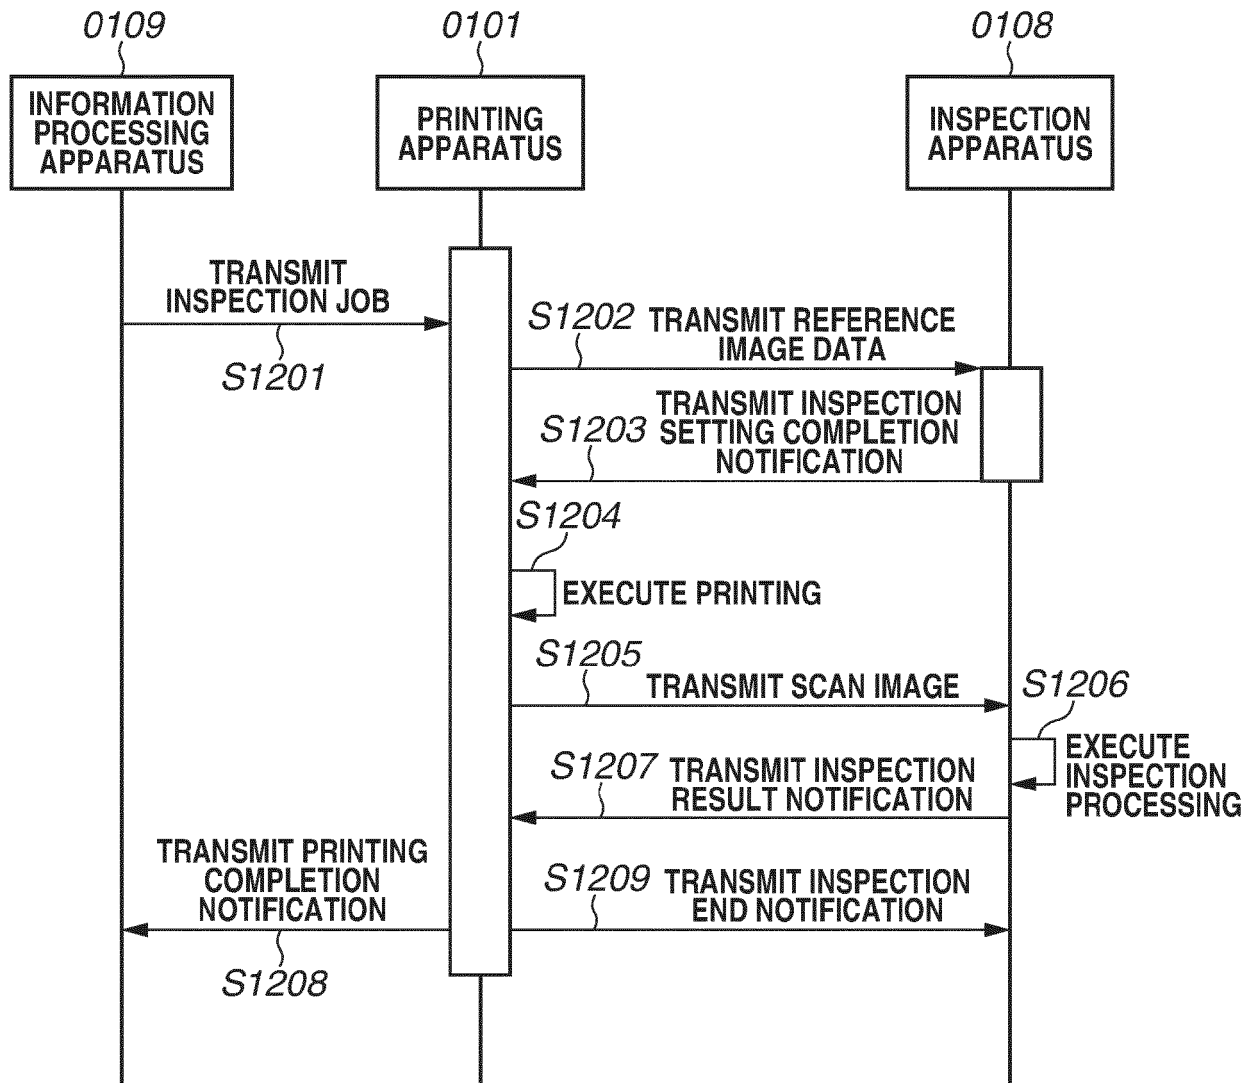 0109
0101
0108
INFORMATION
PROCESSING
APPARATUS
PRINTING
APPARATUS
INSPECTION
APPARATUS
TRANSMIT
INSPECTION JOB
S1201
S1202
TRANSMIT REFERENCE
IMAGE DATA
S1203
TRANSMIT INSPECTION
SETTING COMPLETION
NOTIFICATION
S1204
EXECUTE PRINTING
S1205
TRANSMIT SCAN IMAGE
S1206
EXECUTE
INSPECTION
PROCESSING
S1207
TRANSMIT INSPECTION
RESULT NOTIFICATION
TRANSMIT PRINTING
COMPLETION
NOTIFICATION
S1208
S1209
TRANSMIT INSPECTION
END NOTIFICATION